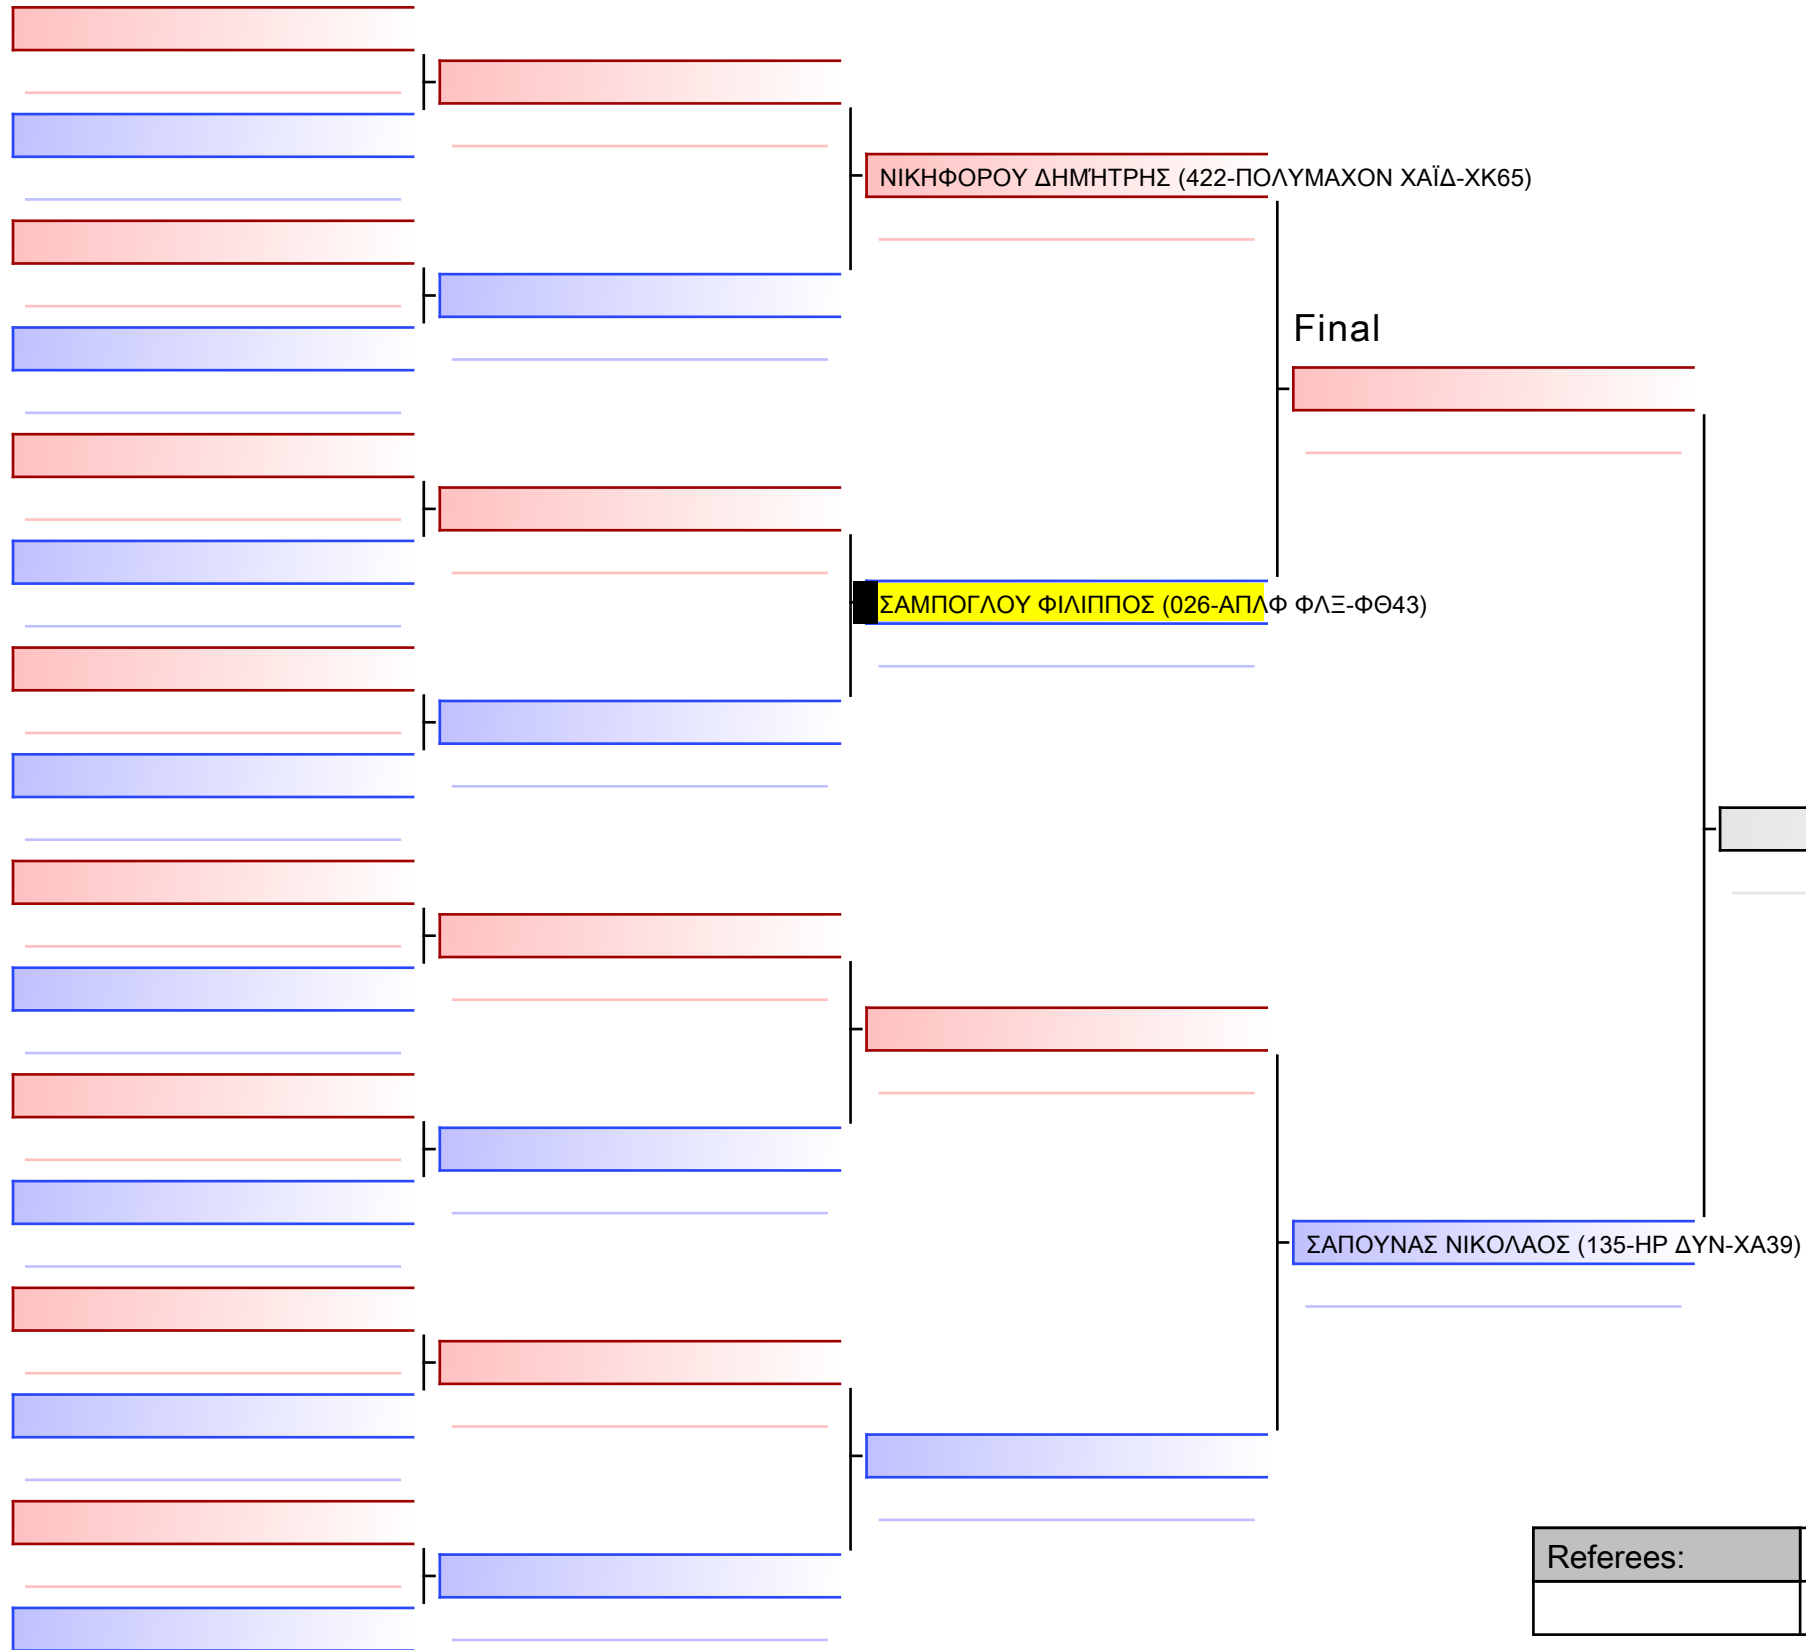 ΝΙΚΗΦΟΡΟΥ ΔΗΜΉΤΡΗΣ (422-ΠΟΛΥΜΑΧΟΝ ΧΑΪΔ-ΧΚ65)
Final
ΣΑΜΠΟΓΛΟΥ ΦΙΛΙΠΠΟΣ (026-ΑΠΛΦ ΦΛΞ-ΦΘ43)
ΣΑΠΟΥΝΑΣ ΝΙΚΟΛΑΟΣ (135-ΗΡ ΔΥΝ-ΧΑ39)
Referees: